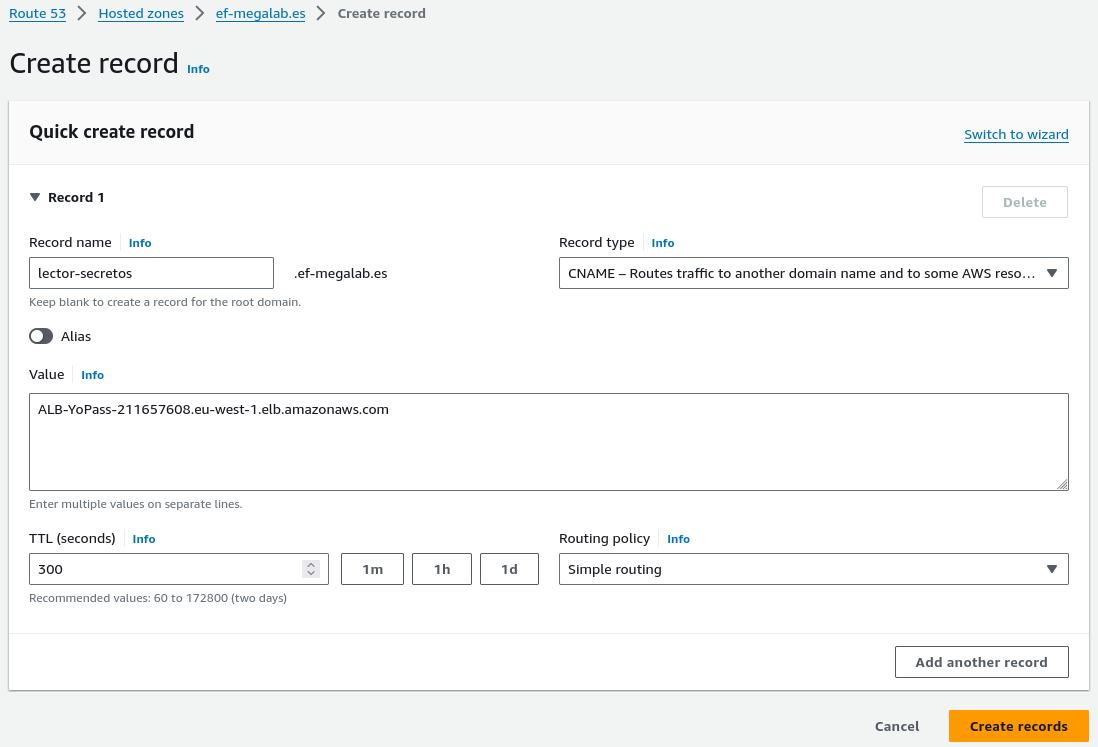 Route 53 > Hosted zones > ef-megalab.es > Create record
Create record Info
Quick create record
Switch to wizard
Record 1
Delete
Record name Info
Record type Info
lector-secretos .ef-megalab.es
CNAME – Routes traffic to another domain name and to some AWS reso...
Keep blank to create a record for the root domain.
Alias
Value Info
ALB-YoPass-211657608.eu-west-1.elb.amazonaws.com
Enter multiple values on separate lines.
TTL (seconds) Info
Routing policy Info
300 1m 1h 1d
Simple routing
Recommended values: 60 to 172800 (two days)
Add another record
Cancel Create records